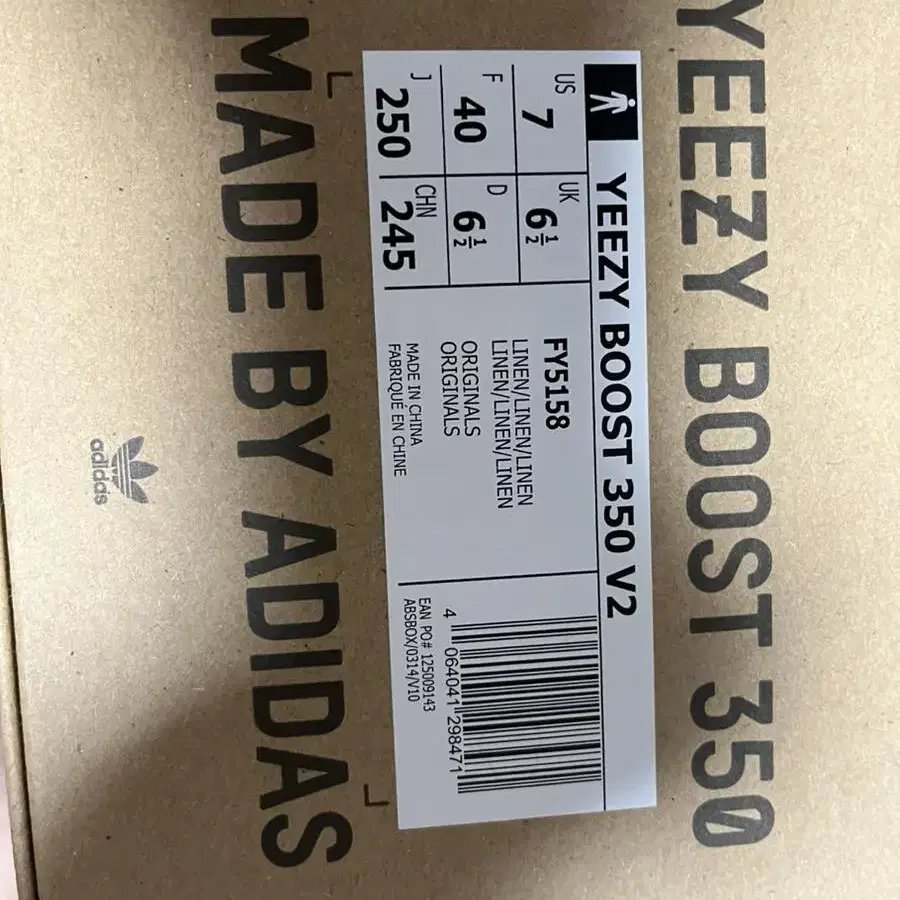 YEEZY BOOST 350
YEEZY BOOST 350 V2
US
7
UK
6½
F
40
D
6½
J
250
CHN
245
FY5158
LINEN/LINEN/LINEN
LINEN/LINEN/LINEN
ORIGINALS
ORIGINALS
MADE IN CHINA
FABRIQUÉ EN CHINE
4 064041 298471
EAN PO# 125009143
ABSBOX/0314/V10
MADE BY ADIDAS
adidas